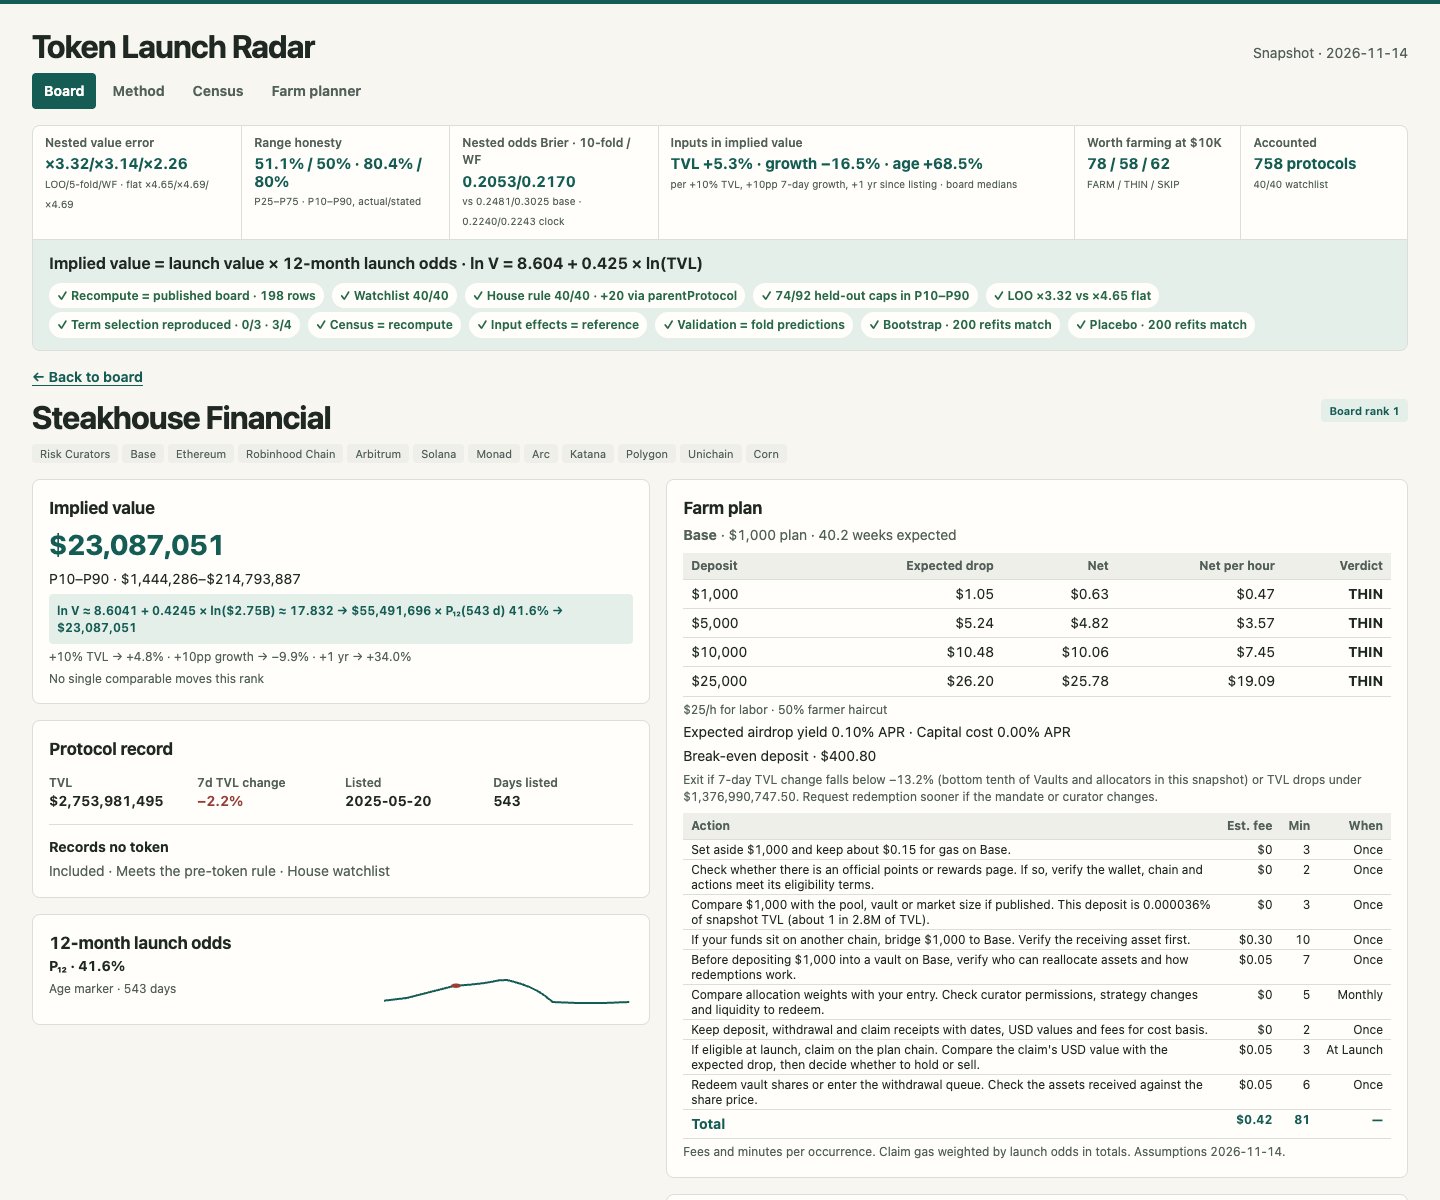 Token Launch Radar
Snapshot · 2026-11-14
Board
Method
Census
Farm planner
Nested value error
×3.32/×3.14/×2.26
LOO/5-fold/WF · flat ×4.65/×4.69/
×4.69
Range honesty
51.1% / 50% · 80.4% /
80%
P25–P75 · P10–P90, actual/stated
Nested odds Brier · 10-fold /
WF
0.2053/0.2170
vs 0.2481/0.3025 base ·
0.2240/0.2243 clock
Inputs in implied value
TVL +5.3% · growth −16.5% · age +68.5%
per +10% TVL, +10pp 7-day growth, +1 yr since listing · board medians
Worth farming at $10K
78 / 58 / 62
FARM / THIN / SKIP
Accounted
758 protocols
40/40 watchlist
Implied value = launch value × 12-month launch odds · ln V = 8.604 + 0.425 × ln(TVL)
✓ Recompute = published board · 198 rows
✓ Watchlist 40/40
✓ House rule 40/40 · +20 via parentProtocol
✓ 74/92 held-out caps in P10–P90
✓ LOO ×3.32 vs ×4.65 flat
✓ Term selection reproduced · 0/3 · 3/4
✓ Census = recompute
✓ Input effects = reference
✓ Validation = fold predictions
✓ Bootstrap · 200 refits match
✓ Placebo · 200 refits match
← Back to board
Steakhouse Financial
Board rank 1
Risk Curators
Base
Ethereum
Robinhood Chain
Arbitrum
Solana
Monad
Arc
Katana
Polygon
Unichain
Corn
Implied value
$23,087,051
P10–P90 · $1,444,286–$214,793,887
ln V ≈ 8.6041 + 0.4245 × ln($2.75B) ≈ 17.832 → $55,491,696 × P₁₂(543 d) 41.6% →
$23,087,051
+10% TVL → +4.8% · +10pp growth → −9.9% · +1 yr → +34.0%
No single comparable moves this rank
Protocol record
TVL
$2,753,981,495
7d TVL change
−2.2%
Listed
2025-05-20
Days listed
543
Records no token
Included · Meets the pre-token rule · House watchlist
12-month launch odds
P₁₂ · 41.6%
Age marker · 543 days
Farm plan
Base · $1,000 plan · 40.2 weeks expected
Deposit Expected drop Net Net per hour Verdict
$1,000 $1.05 $0.63 $0.47 THIN
$5,000 $5.24 $4.82 $3.57 THIN
$10,000 $10.48 $10.06 $7.45 THIN
$25,000 $26.20 $25.78 $19.09 THIN
$25/h for labor · 50% farmer haircut
Expected airdrop yield 0.10% APR · Capital cost 0.00% APR
Break-even deposit · $400.80
Exit if 7-day TVL change falls below −13.2% (bottom tenth of Vaults and allocators in this snapshot) or TVL drops under
$1,376,990,747.50. Request redemption sooner if the mandate or curator changes.
Action Est. fee Min When
Set aside $1,000 and keep about $0.15 for gas on Base. $0 3 Once
Check whether there is an official points or rewards page. If so, verify the wallet, chain and $0 2 Once
actions meet its eligibility terms.
Compare $1,000 with the pool, vault or market size if published. This deposit is 0.000036% $0 3 Once
of snapshot TVL (about 1 in 2.8M of TVL).
If your funds sit on another chain, bridge $1,000 to Base. Verify the receiving asset first. $0.30 10 Once
Before depositing $1,000 into a vault on Base, verify who can reallocate assets and how $0.05 7 Once
redemptions work.
Compare allocation weights with your entry. Check curator permissions, strategy changes $0 5 Monthly
and liquidity to redeem.
Keep deposit, withdrawal and claim receipts with dates, USD values and fees for cost basis. $0 2 Once
If eligible at launch, claim on the plan chain. Compare the claim's USD value with the $0.05 3 At Launch
expected drop, then decide whether to hold or sell.
Redeem vault shares or enter the withdrawal queue. Check the assets received against the $0.05 6 Once
share price.
Total $0.42 81 —
Fees and minutes per occurrence. Claim gas weighted by launch odds in totals. Assumptions 2026-11-14.